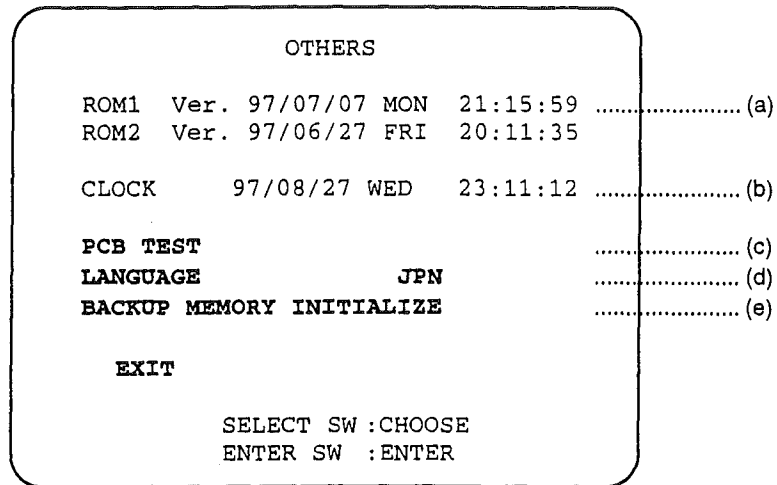 OTHERS
ROM1 Ver. 97/07/07 MON 21:15:59 ........................ (a)
ROM2 Ver. 97/06/27 FRI 20:11:35
CLOCK 97/08/27 WED 23:11:12 ........................ (b)
PCB TEST ........................ (c)
LANGUAGE JPN ........................ (d)
BACKUP MEMORY INITIALIZE ........................ (e)
EXIT
SELECT SW :CHOOSE
ENTER SW :ENTER